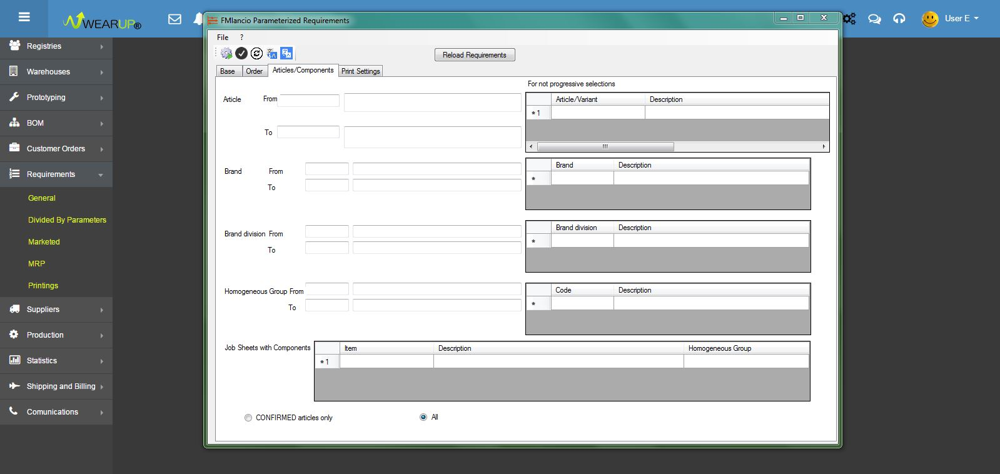 WEARUP®
User E
Registries
Warehouses
Prototyping
BOM
Customer Orders
Requirements
General
Divided By Parameters
Marketed
MRP
Printings
Suppliers
Production
Statistics
Shipping and Billing
Comunications
FMlancio Parameterized Requirements
File ?
Reload Requirements
Base Order Articles/Components Print Settings
For not progressive selections
Article From
To
Article/Variant Description
* 1
Brand From
To
Brand Description
*
Brand division From
To
Brand division Description
*
Homogeneous Group From
To
Code Description
*
Job Sheets with Components
Item Description Homogeneous Group
* 1
CONFIRMED articles only All